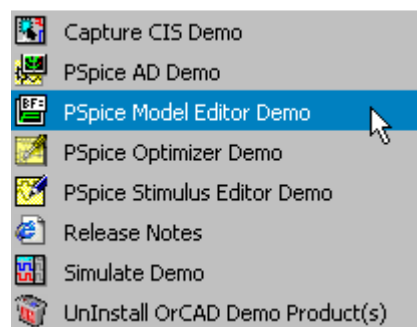 Capture CIS Demo
PSpice AD Demo
BF=
PSpice Model Editor Demo
PSpice Optimizer Demo
PSpice Stimulus Editor Demo
Release Notes
Simulate Demo
UnInstall OrCAD Demo Product(s)